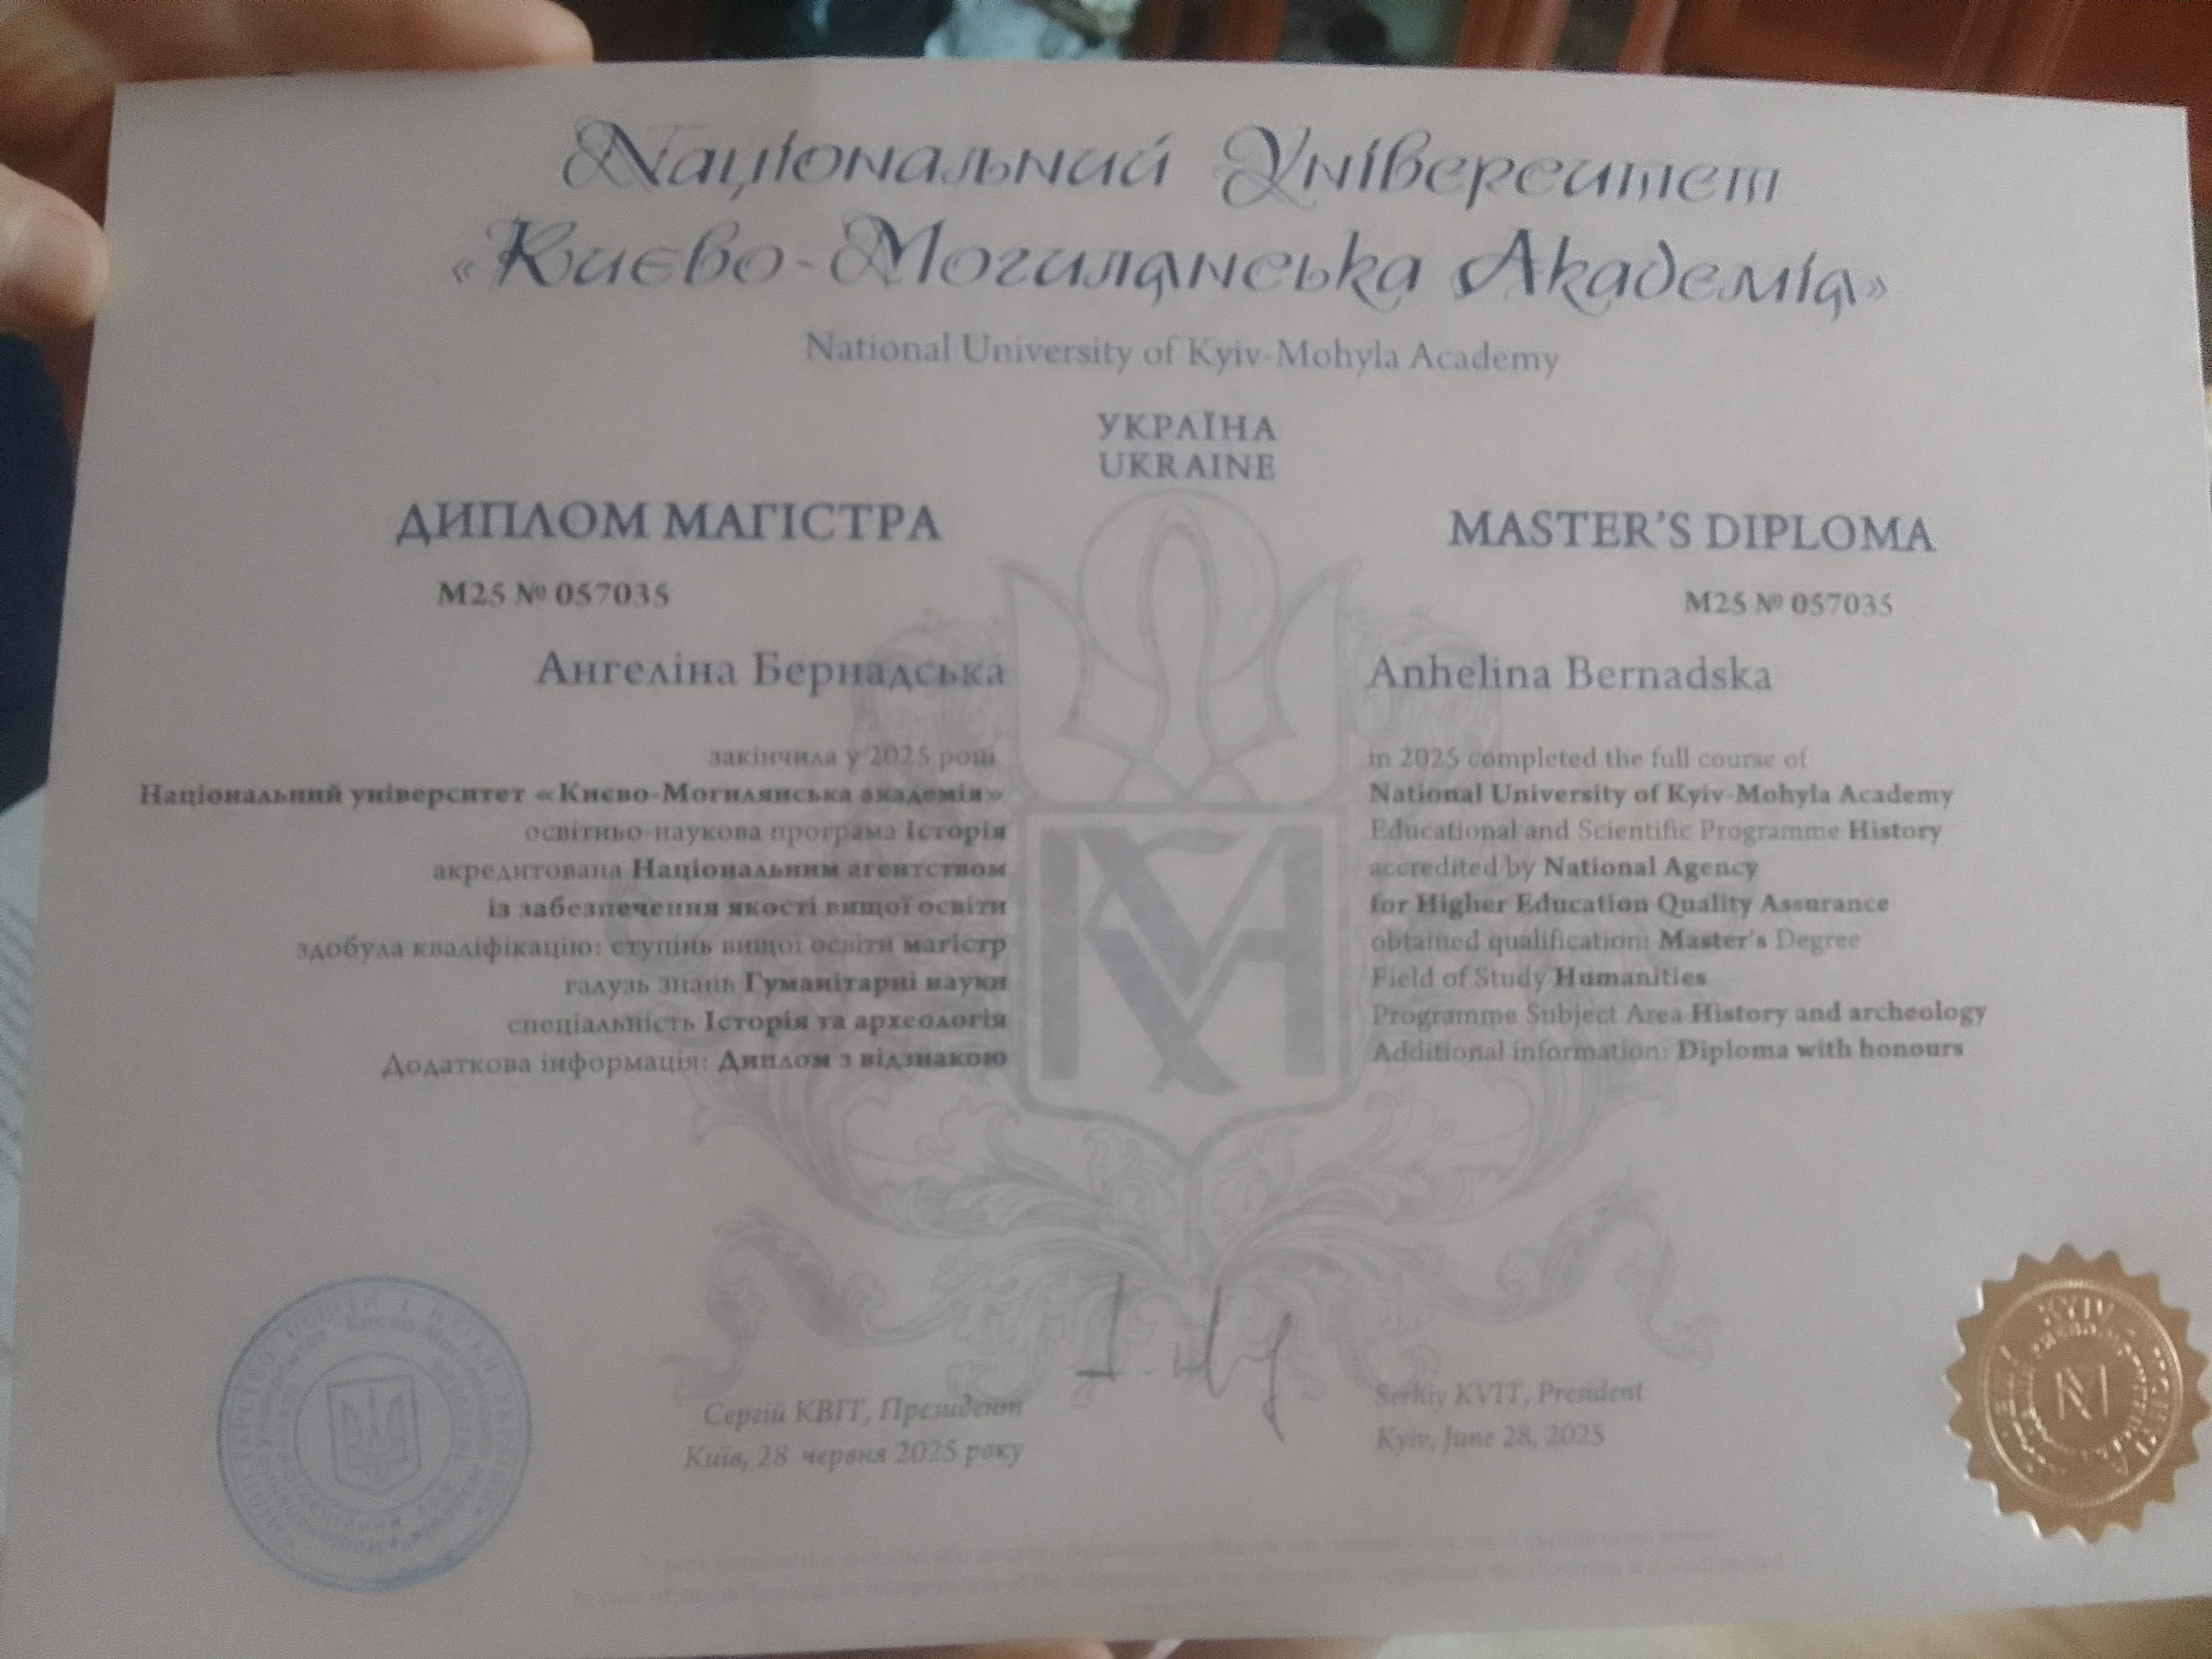 Національний Університет
«Києво-Могилянська Академія»
National University of Kyiv-Mohyla Academy
УКРАЇНА
UKRAINE
ДИПЛОМ МАГІСТРА
M25 № 057035
Ангеліна Бернадська
закінчила у 2025 році
Національний університет «Києво-Могилянська академія»
освітньо-наукова програма Історія
акредитована Національним агентством
із забезпечення якості вищої освіти
здобула кваліфікацію: ступінь вищої освіти магістр
галузь знань Гуманітарні науки
спеціальність Історія та археологія
Додаткова інформація: Диплом з відзнакою
MASTER'S DIPLOMA
M25 № 057035
Anhelina Bernadska
in 2025 completed the full course of
National University of Kyiv-Mohyla Academy
Educational and Scientific Programme History
accredited by National Agency
for Higher Education Quality Assurance
obtained qualification: Master's Degree
Field of Study Humanities
Programme Subject Area History and archeology
Additional information: Diploma with honours
Сергій КВІТ, Президент
Київ, 28 червня 2025 року
Serhiy KVIT, President
Kyiv, June 28, 2025
KYIV